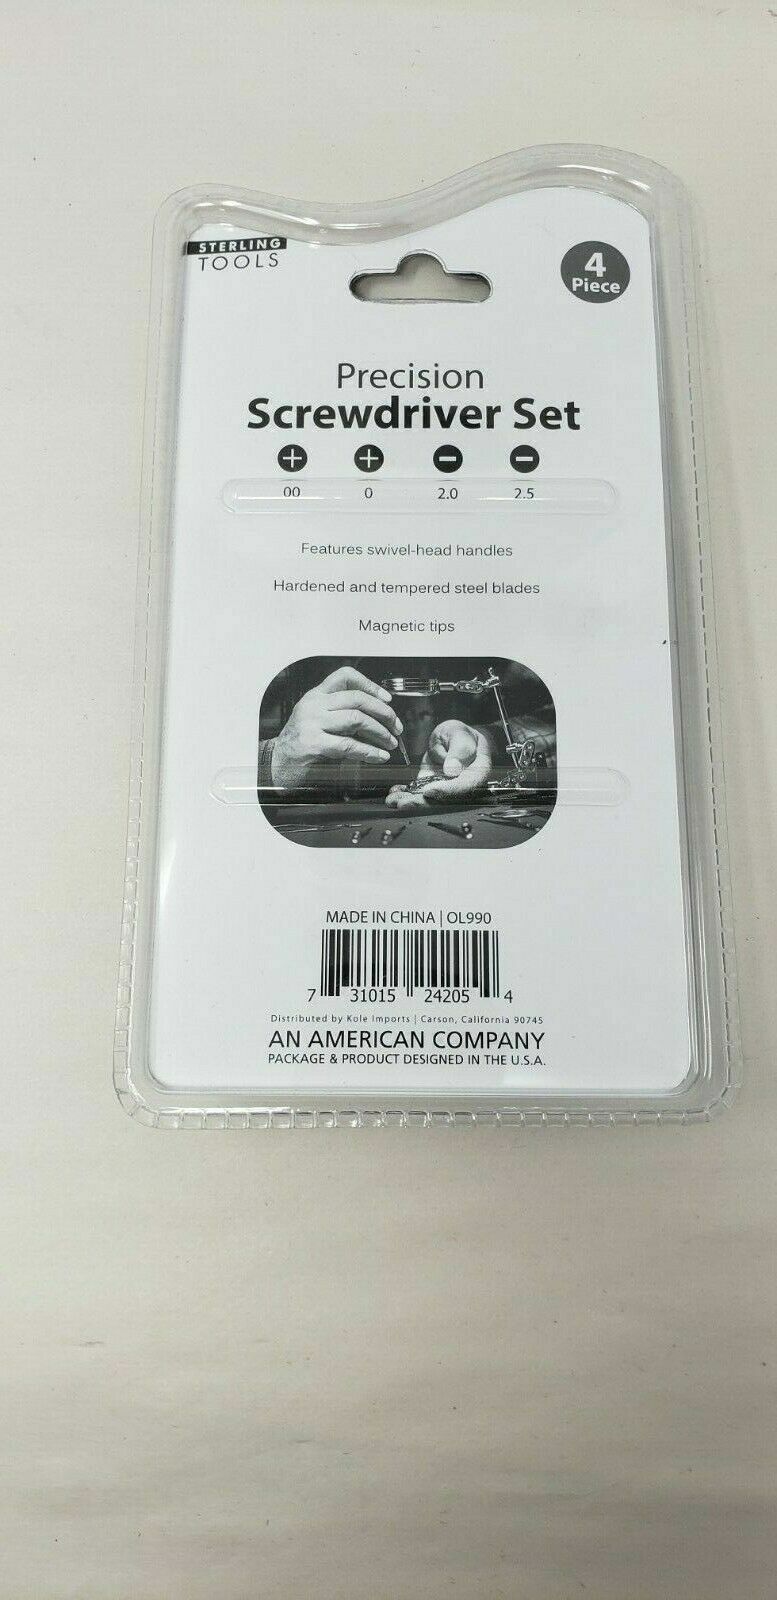 STERLING
TOOLS
4
Piece
Precision
Screwdriver Set
00 0 2.0 2.5
Features swivel-head handles
Hardened and tempered steel blades
Magnetic tips
MADE IN CHINA | OL990
7 31015 24205 4
Distributed by Kole Imports | Carson, California 90745
AN AMERICAN COMPANY
PACKAGE & PRODUCT DESIGNED IN THE U.S.A.